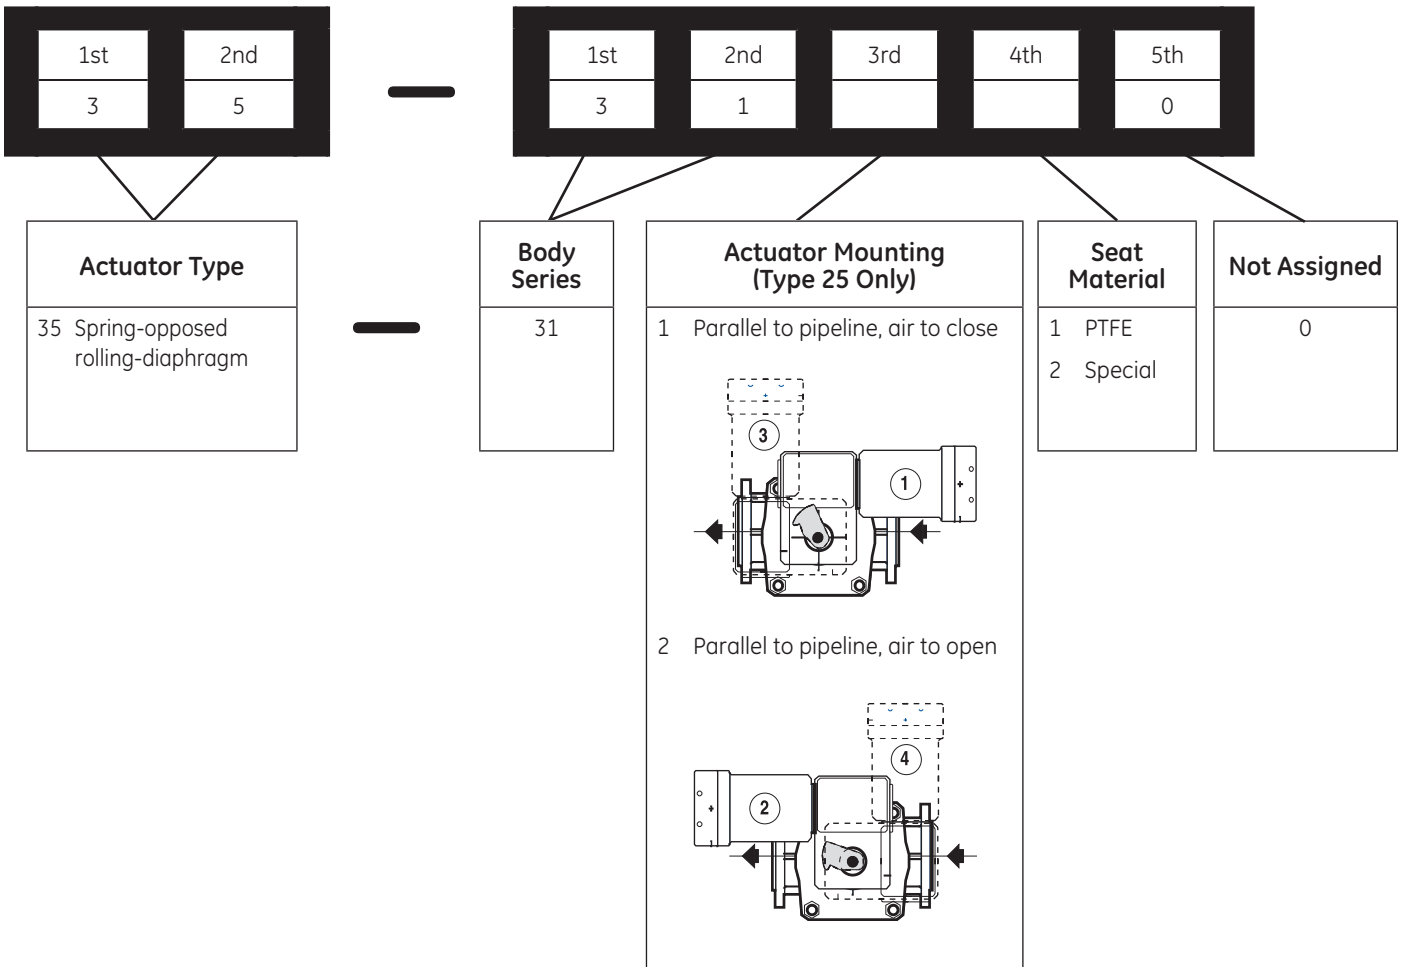 1st 2nd 1st 2nd 3rd 4th 5th
3 5 3 1 0
Actuator Type
35 Spring-opposed
rolling-diaphragm
Body
Series
31
Actuator Mounting
(Type 25 Only)
1 Parallel to pipeline, air to close
3
1
2 Parallel to pipeline, air to open
4
2
Seat
Material
1 PTFE
2 Special
Not Assigned
0